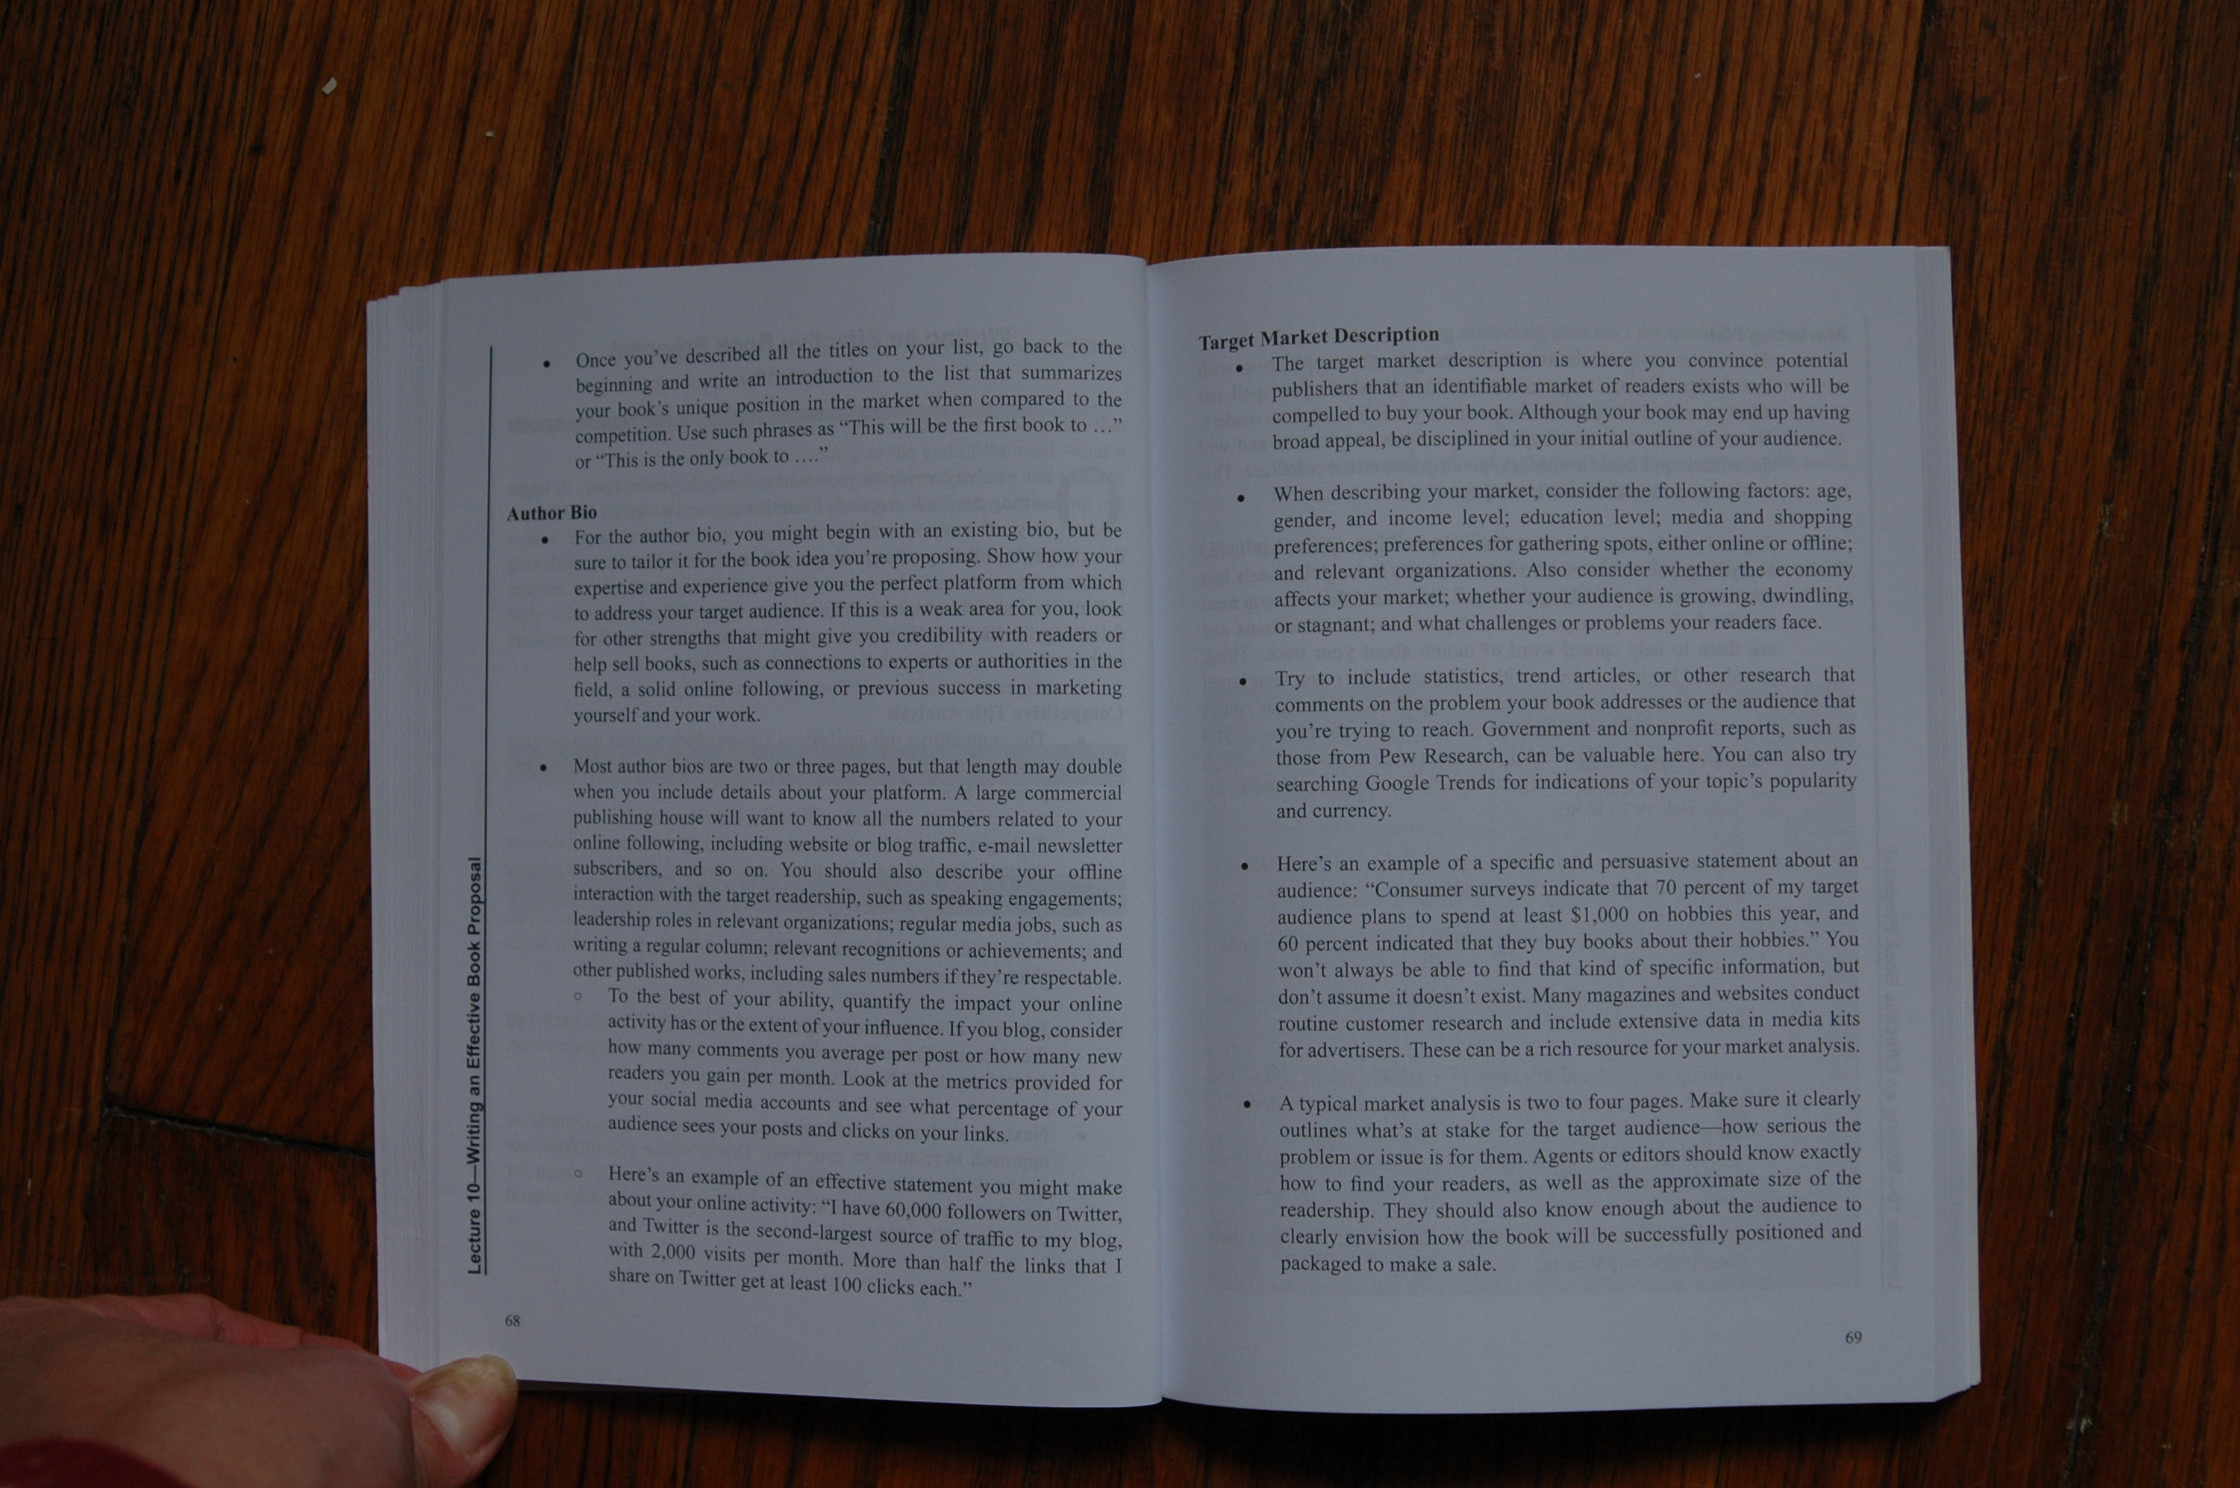 • Once you've described all the titles on your list, go back to the
beginning and write an introduction to the list that summarizes
your book's unique position in the market when compared to the
competition. Use such phrases as “This will be the first book to …”
or “This is the only book to ….”
Author Bio
• For the author bio, you might begin with an existing bio, but be
sure to tailor it for the book idea you're proposing. Show how your
expertise and experience give you the perfect platform from which
to address your target audience. If this is a weak area for you, look
for other strengths that might give you credibility with readers or
help sell books, such as connections to experts or authorities in the
field, a solid online following, or previous success in marketing
yourself and your work.
• Most author bios are two or three pages, but that length may double
when you include details about your platform. A large commercial
publishing house will want to know all the numbers related to your
online following, including website or blog traffic, e-mail newsletter
subscribers, and so on. You should also describe your offline
interaction with the target readership, such as speaking engagements;
leadership roles in relevant organizations; regular media jobs, such as
writing a regular column; relevant recognitions or achievements; and
other published works, including sales numbers if they're respectable.
○ To the best of your ability, quantify the impact your online
activity has or the extent of your influence. If you blog, consider
how many comments you average per post or how many new
readers you gain per month. Look at the metrics provided for
your social media accounts and see what percentage of your
audience sees your posts and clicks on your links.
○ Here's an example of an effective statement you might make
about your online activity: “I have 60,000 followers on Twitter,
and Twitter is the second-largest source of traffic to my blog,
with 2,000 visits per month. More than half the links that I
share on Twitter get at least 100 clicks each.”
Lecture 10—Writing an Effective Book Proposal
68
Target Market Description
• The target market description is where you convince potential
publishers that an identifiable market of readers exists who will be
compelled to buy your book. Although your book may end up having
broad appeal, be disciplined in your initial outline of your audience.
• When describing your market, consider the following factors: age,
gender, and income level; education level; media and shopping
preferences; preferences for gathering spots, either online or offline;
and relevant organizations. Also consider whether the economy
affects your market; whether your audience is growing, dwindling,
or stagnant; and what challenges or problems your readers face.
• Try to include statistics, trend articles, or other research that
comments on the problem your book addresses or the audience that
you're trying to reach. Government and nonprofit reports, such as
those from Pew Research, can be valuable here. You can also try
searching Google Trends for indications of your topic's popularity
and currency.
• Here's an example of a specific and persuasive statement about an
audience: “Consumer surveys indicate that 70 percent of my target
audience plans to spend at least $1,000 on hobbies this year, and
60 percent indicated that they buy books about their hobbies.” You
won't always be able to find that kind of specific information, but
don't assume it doesn't exist. Many magazines and websites conduct
routine customer research and include extensive data in media kits
for advertisers. These can be a rich resource for your market analysis.
• A typical market analysis is two to four pages. Make sure it clearly
outlines what's at stake for the target audience—how serious the
problem or issue is for them. Agents or editors should know exactly
how to find your readers, as well as the approximate size of the
readership. They should also know enough about the audience to
clearly envision how the book will be successfully positioned and
packaged to make a sale.
69